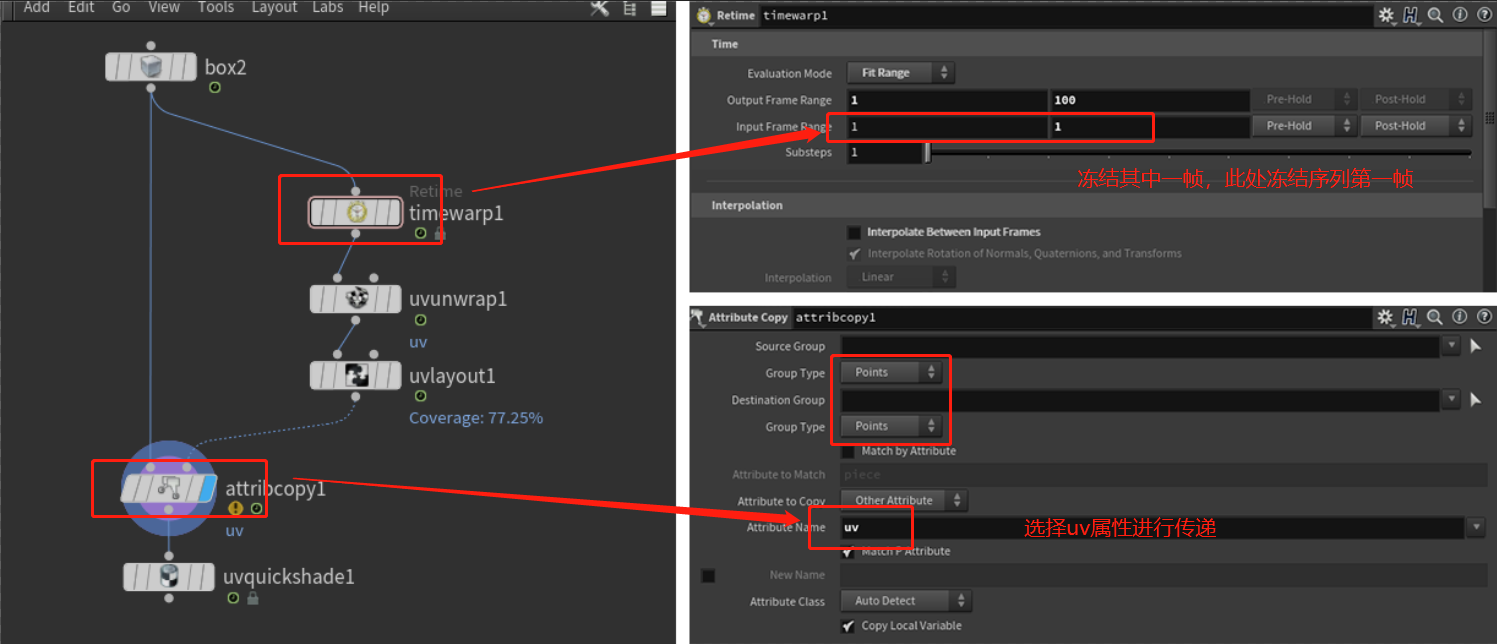 Add Edit Go View Tools Layout Labs Help
box2
Retime
timewarp1
uvunwrap1
uv
uvlayout1
Coverage: 77.25%
attribcopy1
uv
uvquickshade1
Retime timewarp1
Time
Evaluation Mode Fit Range
Output Frame Range 1 100 Pre-Hold Post-Hold
Input Frame Range 1 1 Pre-Hold Post-Hold
Substeps 1
冻结其中一帧，此处冻结序列第一帧
Interpolation
Interpolate Between Input Frames
Interpolate Rotation of Normals, Quaternions, and Transforms
Interpolation Linear
Attribute Copy attribcopy1
Source Group
Group Type Points
Destination Group
Group Type Points
Match by Attribute
Attribute to Match piece
Attribute to Copy Other Attribute
Attribute Name uv
选择uv属性进行传递
Match P Attribute
New Name
Attribute Class Auto Detect
Copy Local Variable